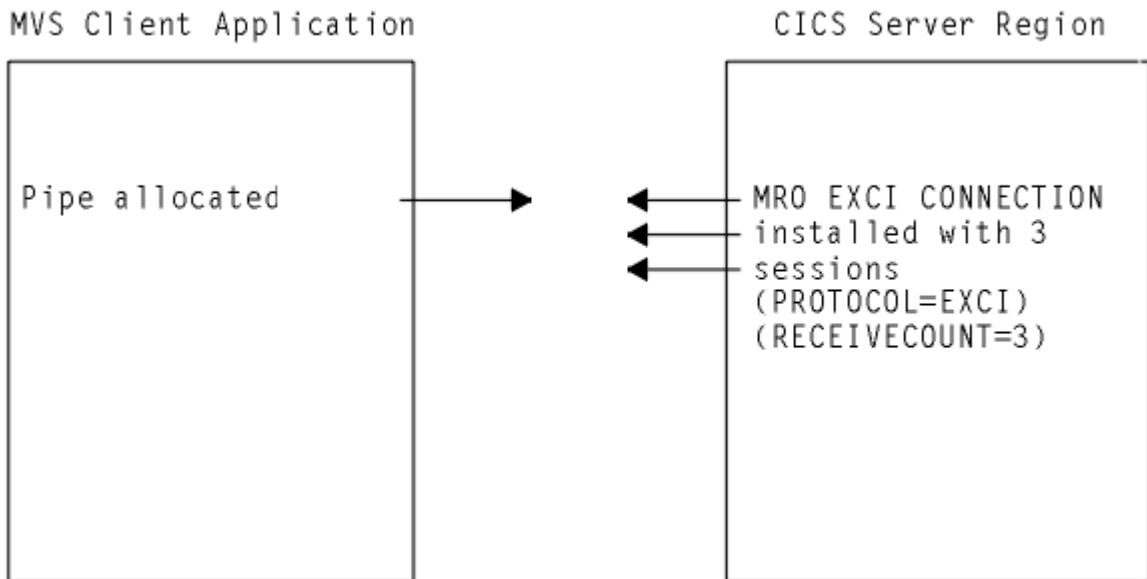 MVS Client Application
CICS Server Region
Pipe allocated
MRO EXCI CONNECTION
installed with 3
sessions
(PROTOCOL=EXCI)
(RECEIVECOUNT=3)